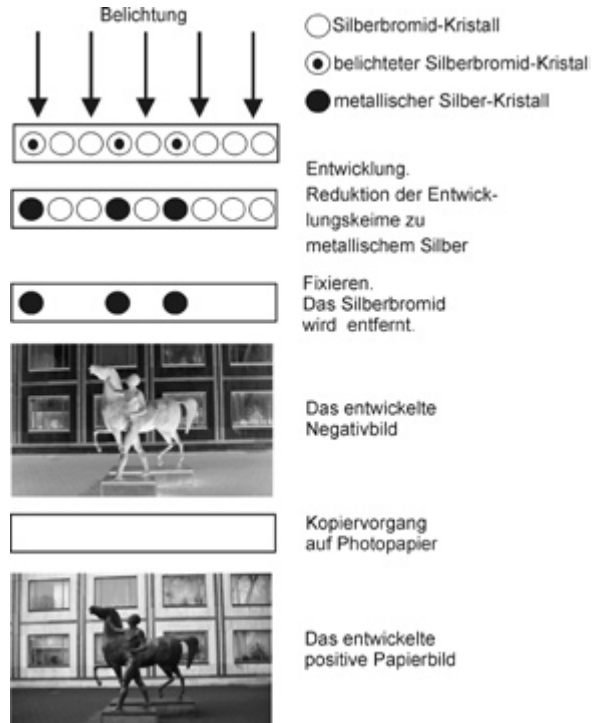 Belichtung
Silberbromid-Kristall
belichteter Silberbromid-Kristal
metallischer Silber-Kristall
Entwicklung.
Reduktion der Entwick-
lungskeime zu
metallischem Silber
Fixieren.
Das Silberbromid
wird entfernt.
Das entwickelte
Negativbild
Kopiervorgang
auf Photopapier
Das entwickelte
positive Papierbild